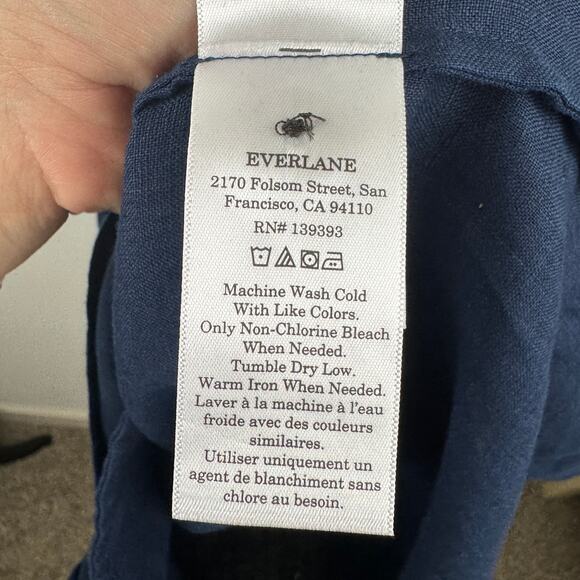 EVERLANE
2170 Folsom Street, San
Francisco, CA 94110
RN# 139393
Machine Wash Cold
With Like Colors.
Only Non-Chlorine Bleach
When Needed.
Tumble Dry Low.
Warm Iron When Needed.
Laver à la machine à l'eau
froide avec des couleurs
similaires.
Utiliser uniquement un
agent de blanchiment sans
chlore au besoin.